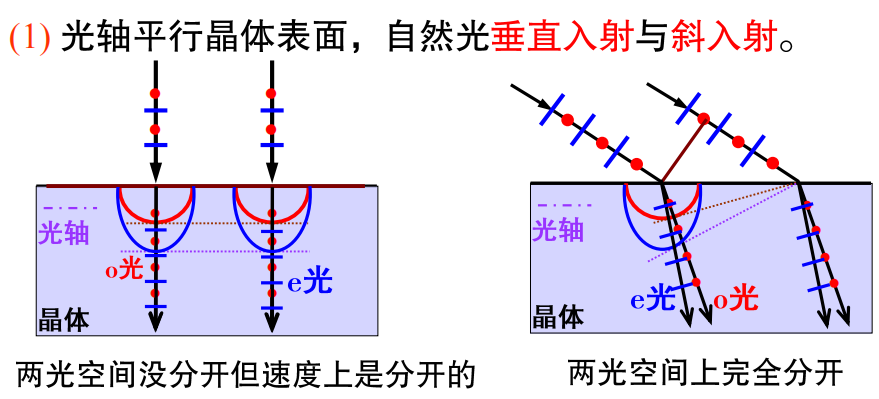 (1) 光轴平行晶体表面，自然光垂直入射与斜入射。
光轴
o光
e光
晶体
两光空间没分开但速度上是分开的
光轴
e光
o光
晶体
两光空间上完全分开